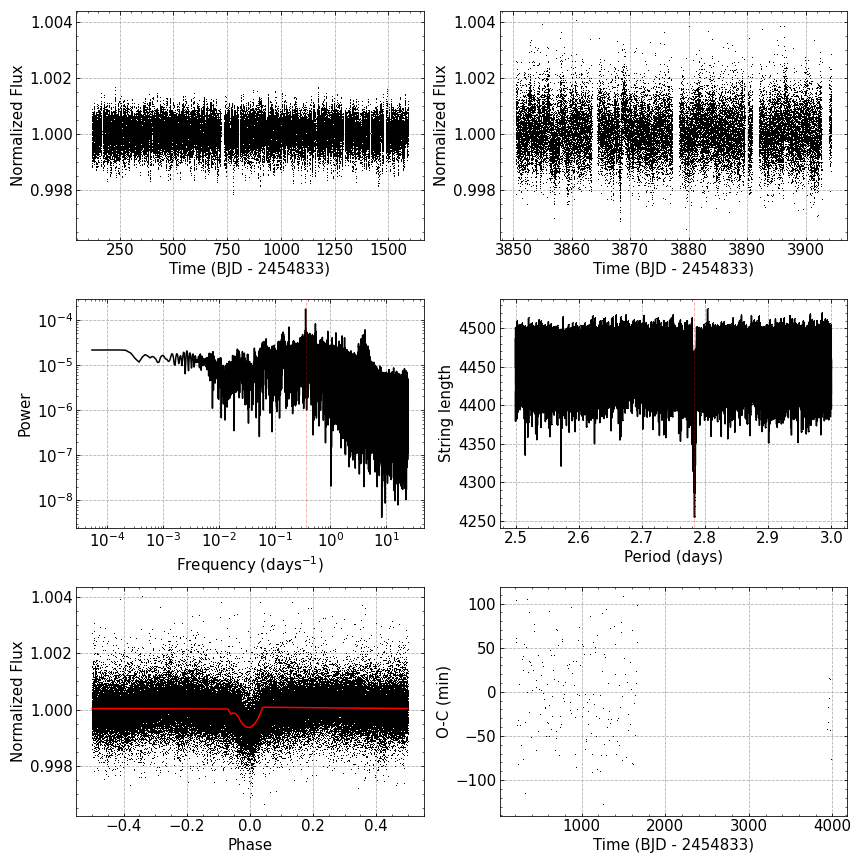 1.004
1.002
1.000
0.998
Normalized Flux
250 500 750 1000 1250 1500
Time (BJD - 2454833)
1.004
1.002
1.000
0.998
Normalized Flux
3850 3860 3870 3880 3890 3900
Time (BJD - 2454833)
10⁻⁴
10⁻⁵
10⁻⁶
10⁻⁷
10⁻⁸
Power
10⁻⁴ 10⁻³ 10⁻² 10⁻¹ 10⁰ 10¹
Frequency (days⁻¹)
4500
4450
4400
4350
4300
4250
String length
2.5 2.6 2.7 2.8 2.9 3.0
Period (days)
1.004
1.002
1.000
0.998
Normalized Flux
−0.4 −0.2 0.0 0.2 0.4
Phase
100
50
0
−50
−100
O-C (min)
1000 2000 3000 4000
Time (BJD - 2454833)